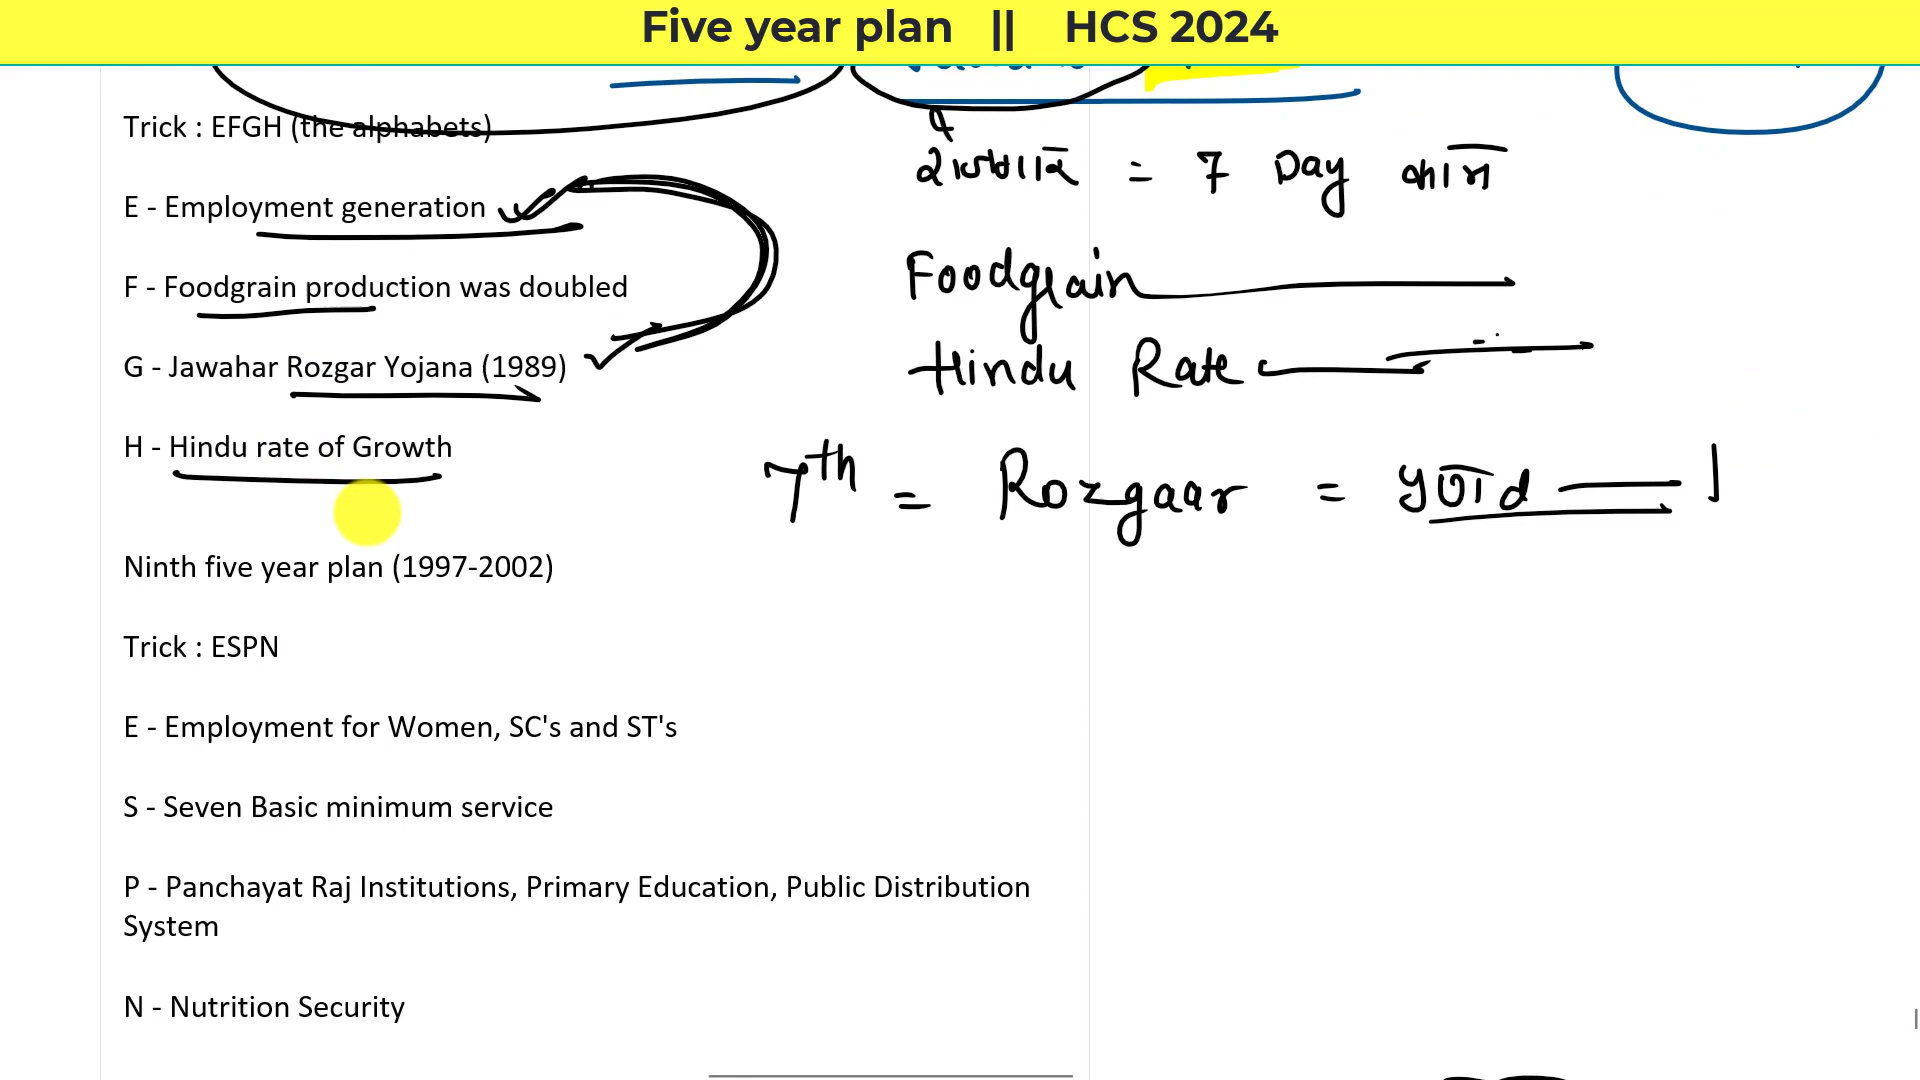 Five year plan || HCS 2024
Trick : EFGH (the alphabets)
E - Employment generation
F - Foodgrain production was doubled
G - Jawahar Rozgar Yojana (1989)
H - Hindu rate of Growth
Ninth five year plan (1997-2002)
Trick : ESPN
E - Employment for Women, SC's and ST's
S - Seven Basic minimum service
P - Panchayat Raj Institutions, Primary Education, Public Distribution
System
N - Nutrition Security
= 7 Day काम
Foodgrain
Hindu Rate
7th = Rozgaar =